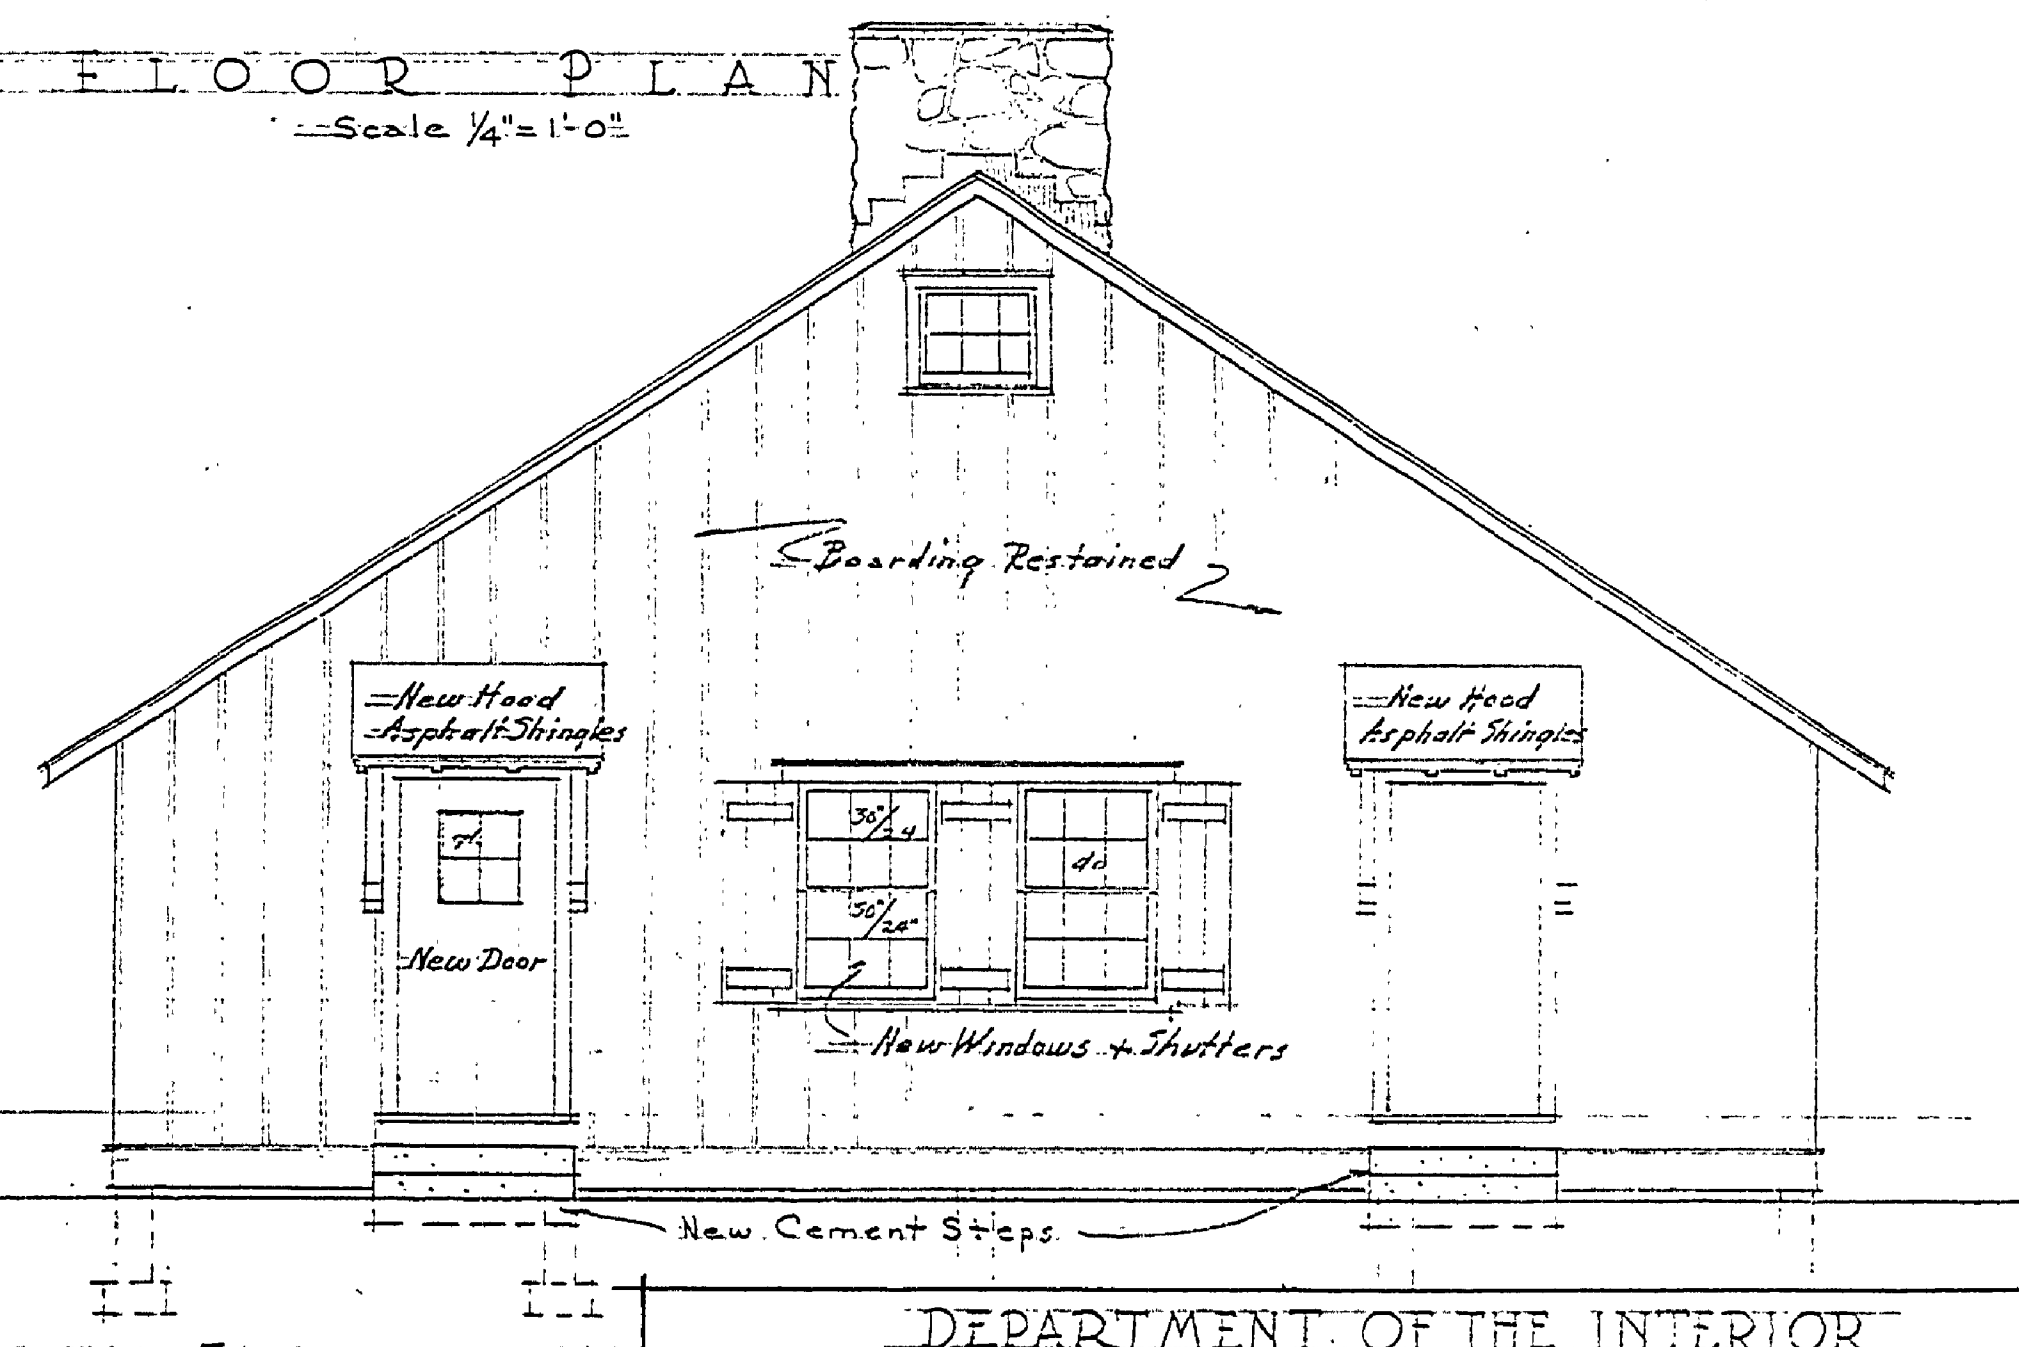 FLOOR PLAN
Scale 1/4" = 1'-0"
Boarding Restained
New Hood
Asphalt Shingles
New Hood
Asphalt Shingles
30"/24
do
30"/24"
New Door
New Windows + Shutters
New Cement Steps
DEPARTMENT OF THE INTERIOR